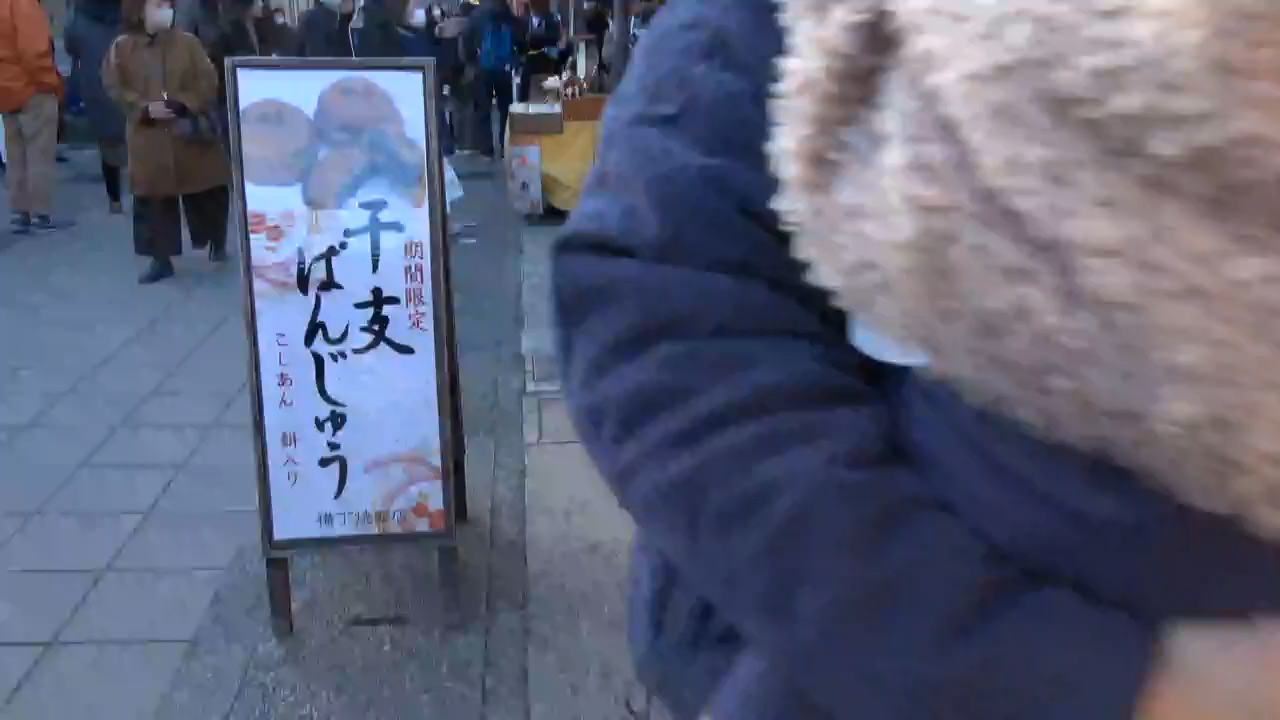 期間限定
干支
ばんじゅう
こしあん 餅入り